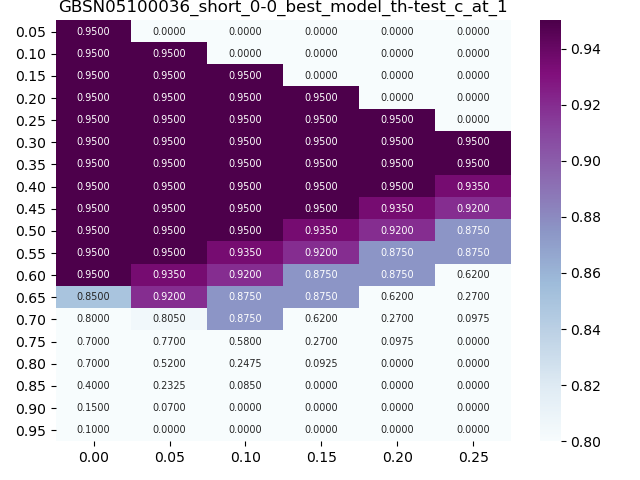 GBSN05100036_short_0-0_best_model_th-test_c_at_1
0.05 0.9500 0.0000 0.0000 0.0000 0.0000 0.0000
0.10 0.9500 0.9500 0.0000 0.0000 0.0000 0.0000
0.15 0.9500 0.9500 0.9500 0.0000 0.0000 0.0000
0.20 0.9500 0.9500 0.9500 0.9500 0.0000 0.0000
0.25 0.9500 0.9500 0.9500 0.9500 0.9500 0.0000
0.30 0.9500 0.9500 0.9500 0.9500 0.9500 0.9500
0.35 0.9500 0.9500 0.9500 0.9500 0.9500 0.9500
0.40 0.9500 0.9500 0.9500 0.9500 0.9500 0.9350
0.45 0.9500 0.9500 0.9500 0.9500 0.9350 0.9200
0.50 0.9500 0.9500 0.9500 0.9350 0.9200 0.8750
0.55 0.9500 0.9500 0.9350 0.9200 0.8750 0.8750
0.60 0.9500 0.9350 0.9200 0.8750 0.8750 0.6200
0.65 0.8500 0.9200 0.8750 0.8750 0.6200 0.2700
0.70 0.8000 0.8050 0.8750 0.6200 0.2700 0.0975
0.75 0.7000 0.7700 0.5800 0.2700 0.0975 0.0000
0.80 0.7000 0.5200 0.2475 0.0925 0.0000 0.0000
0.85 0.4000 0.2325 0.0850 0.0000 0.0000 0.0000
0.90 0.1500 0.0700 0.0000 0.0000 0.0000 0.0000
0.95 0.1000 0.0000 0.0000 0.0000 0.0000 0.0000
0.00 0.05 0.10 0.15 0.20 0.25
0.94
0.92
0.90
0.88
0.86
0.84
0.82
0.80